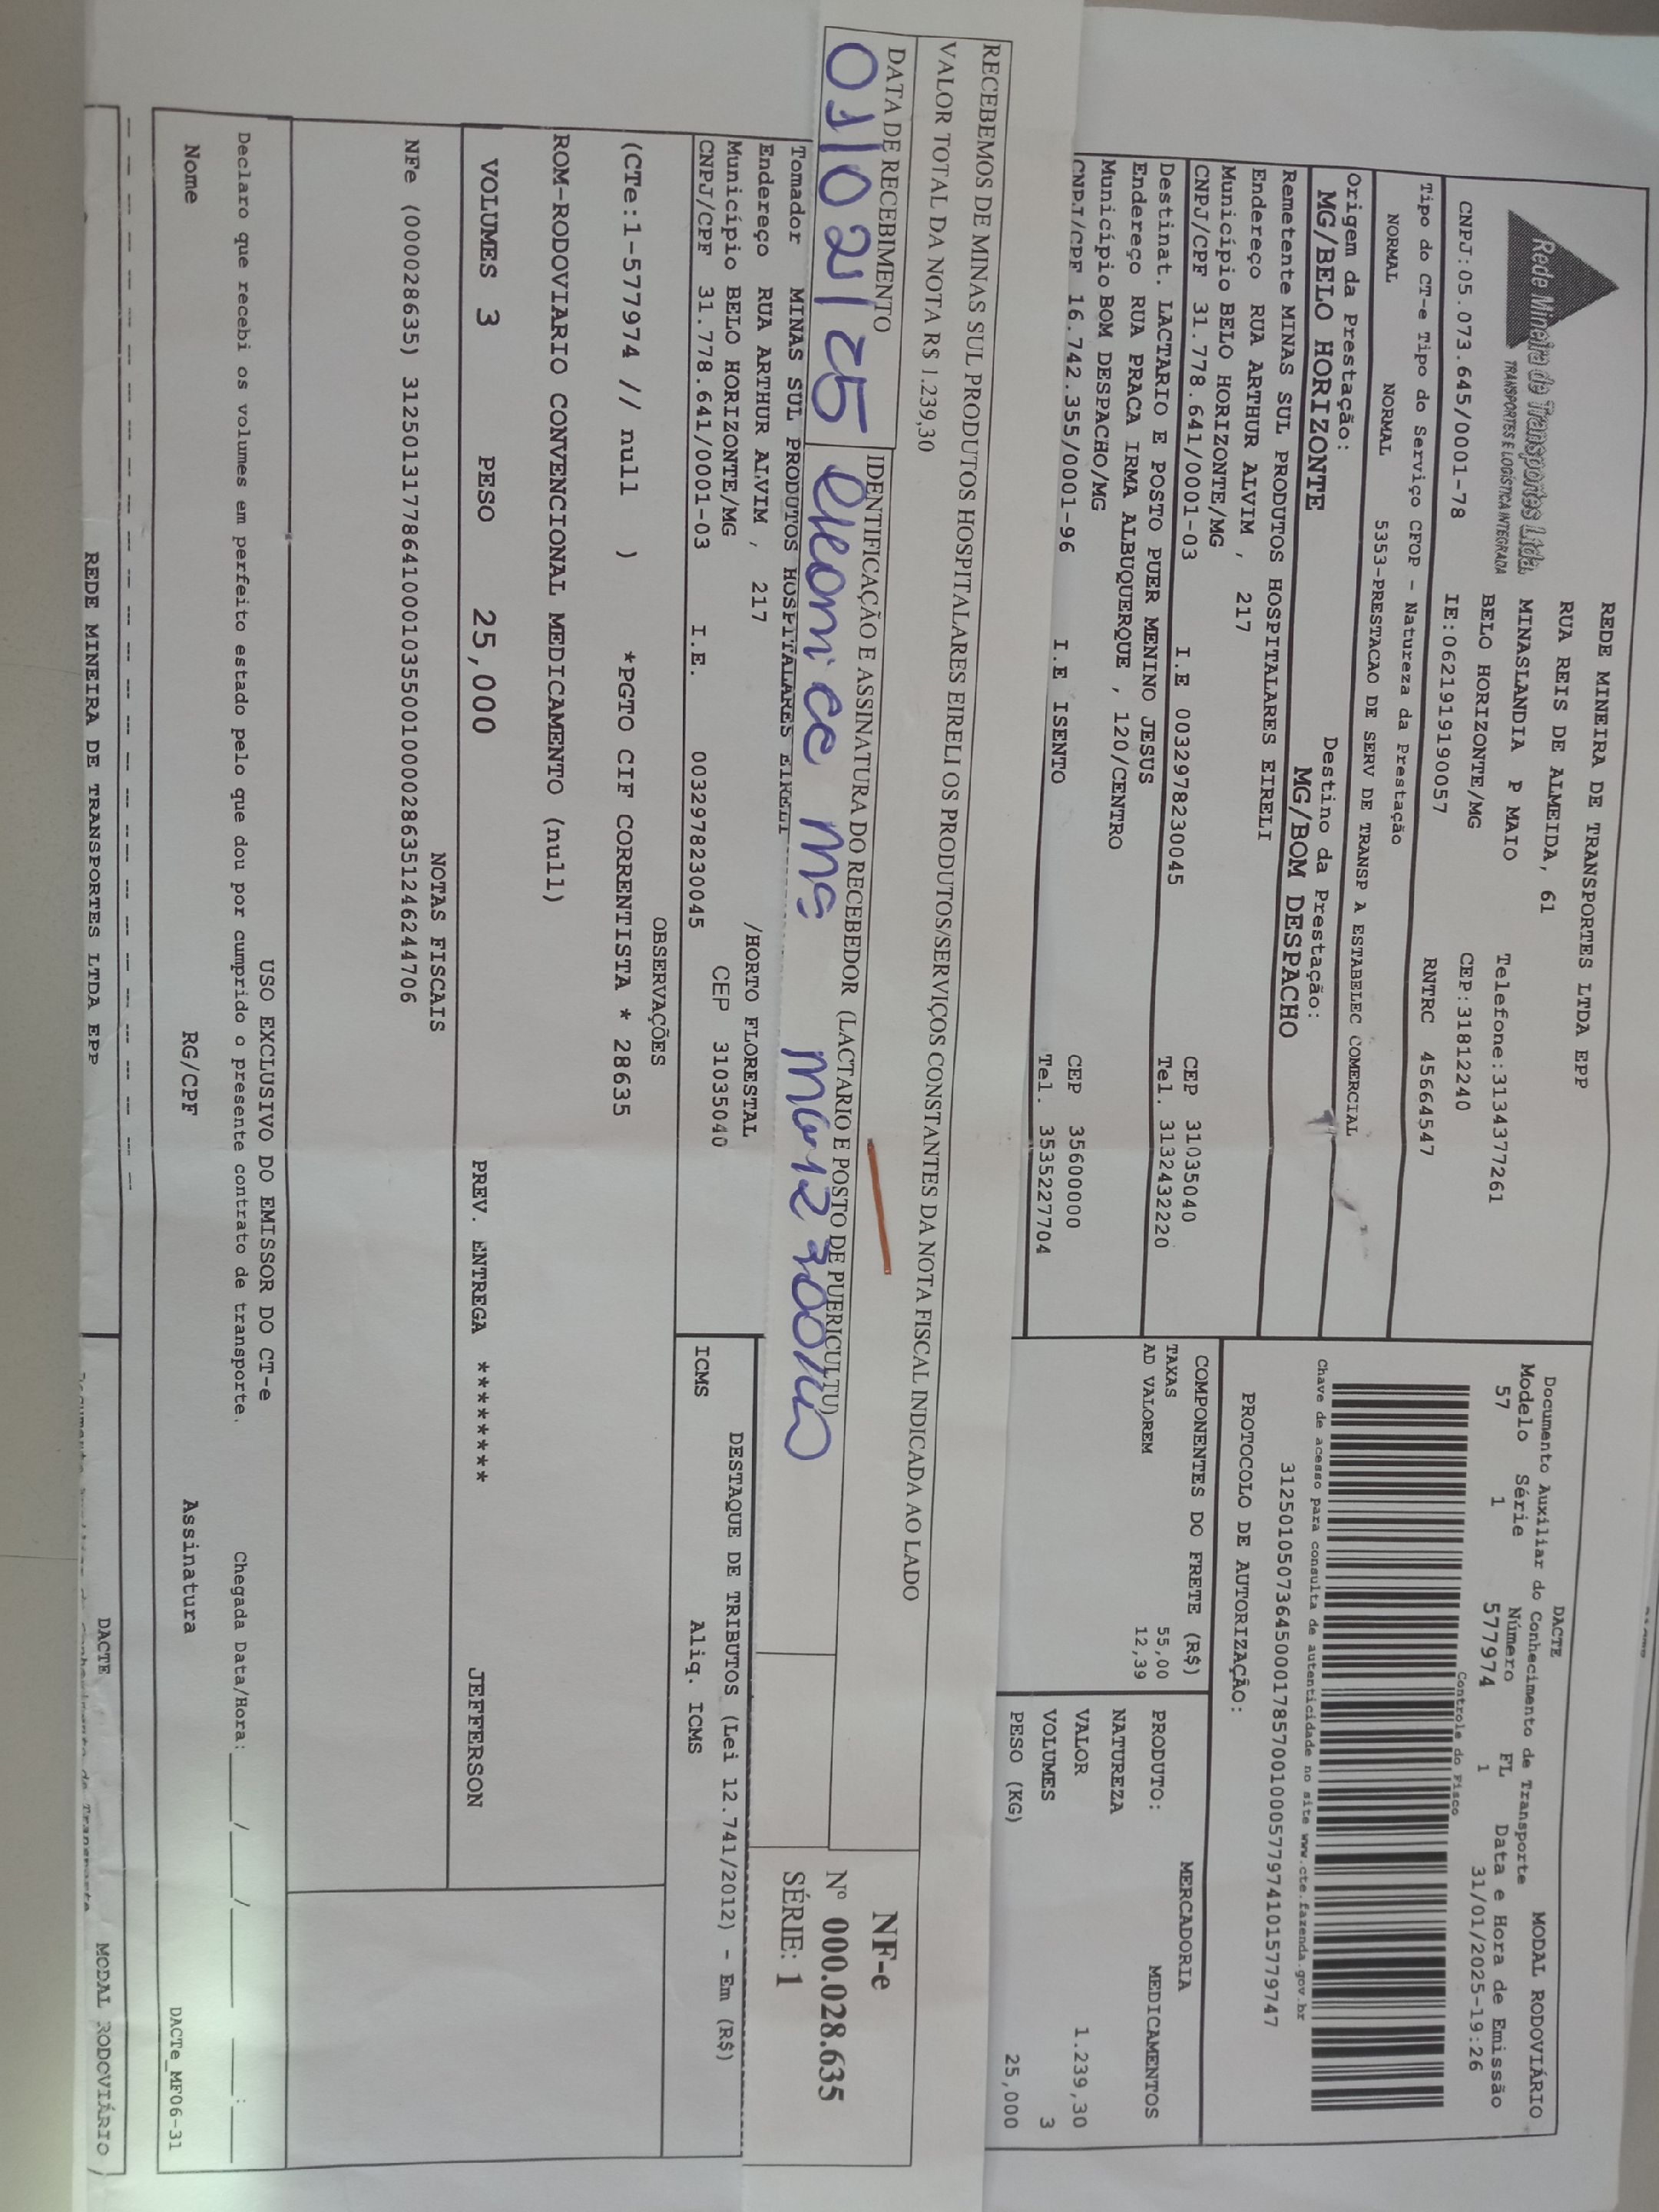 Rede Mineira de Transportes Ltda.
TRANSPORTES E LOGÍSTICA INTEGRADA
REDE MINEIRA DE TRANSPORTES LTDA EPP
RUA REIS DE ALMEIDA, 61
MINASLANDIA P MAIO Telefone:3134377261
BELO HORIZONTE/MG CEP:31812240
CNPJ:05.073.645/0001-78 IE:0621919190057 RNTRC 45664547
Tipo do CT-e Tipo do Serviço CFOP - Natureza da Prestação
NORMAL NORMAL 5353-PRESTACAO DE SERV DE TRANSP A ESTABELEC COMERCIAL
Origem da Prestação: Destino da Prestação:
MG/BELO HORIZONTE MG/BOM DESPACHO
Remetente MINAS SUL PRODUTOS HOSPITALARES EIRELI
Endereço RUA ARTHUR ALVIM , 217
Município BELO HORIZONTE/MG CEP 31035040
CNPJ/CPF 31.778.641/0001-03 I.E 0032978230045 Tel. 3132432220
Destinat. LACTARIO E POSTO PUER MENINO JESUS
Endereço RUA PRACA IRMA ALBUQUERQUE , 120/CENTRO
Município BOM DESPACHO/MG CEP 35600000
CNPJ/CPF 16.742.355/0001-96 I.E ISENTO Tel. 3535227704
DACTE MODAL RODOVIÁRIO
Documento Auxiliar do Conhecimento de Transporte
Modelo Série Número FL Data e Hora de Emissão
57 1 577974 1 31/01/2025-19:26
Controle do Fisco
Chave de acesso para consulta de autenticidade no site www.cte.fazenda.gov.br
31250105073645000178570010005779741015779747
PROTOCOLO DE AUTORIZAÇÃO:
COMPONENTES DO FRETE (R$)
TAXAS 55,00
AD VALOREM 12,39
MERCADORIA
PRODUTO: MEDICAMENTOS
NATUREZA
VALOR 1.239,30
VOLUMES 3
PESO (KG) 25,000
RECEBEMOS DE MINAS SUL PRODUTOS HOSPITALARES EIRELI OS PRODUTOS/SERVIÇOS CONSTANTES DA NOTA FISCAL INDICADA AO LADO
VALOR TOTAL DA NOTA R$ 1.239,30
DATA DE RECEBIMENTO IDENTIFICAÇÃO E ASSINATURA DO RECEBEDOR (LACTARIO E POSTO DE PUERICULTU)
01/02/25
NF-e
Nº 000.028.635
SÉRIE: 1
Tomador MINAS SUL PRODUTOS HOSPITALARES EIRELI
Endereço RUA ARTHUR ALVIM , 217 /HORTO FLORESTAL
Município BELO HORIZONTE/MG CEP 31035040
CNPJ/CPF 31.778.641/0001-03 I.E. 0032978230045
DESTAQUE DE TRIBUTOS (Lei 12.741/2012) - Em (R$)
ICMS Aliq. ICMS
OBSERVAÇÕES
(CTe:1-577974 // null ) *PGTO CIF CORRENTISTA * 28635
ROM-RODOVIARIO CONVENCIONAL MEDICAMENTO (null)
VOLUMES 3 PESO 25,000 PREV. ENTREGA ******** JEFFERSON
NOTAS FISCAIS
NFe (000028635) 31250131778641000103550010000286351246244706
USO EXCLUSIVO DO EMISSOR DO CT-e
Declaro que recebi os volumes em perfeito estado pelo que dou por cumprido o presente contrato de transporte. Chegada Data/Hora:____/____/____ ____:____
Nome RG/CPF Assinatura
DACTe_MF06-31
REDE MINEIRA DE TRANSPORTES LTDA EPP DACTE MODAL RODOVIÁRIO